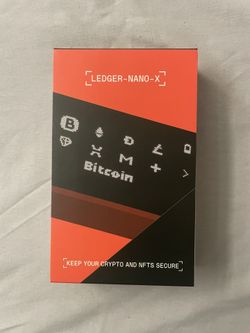 LEDGER-NANO-X
Bitcoin
KEEP YOUR CRYPTO AND NFTS SECURE